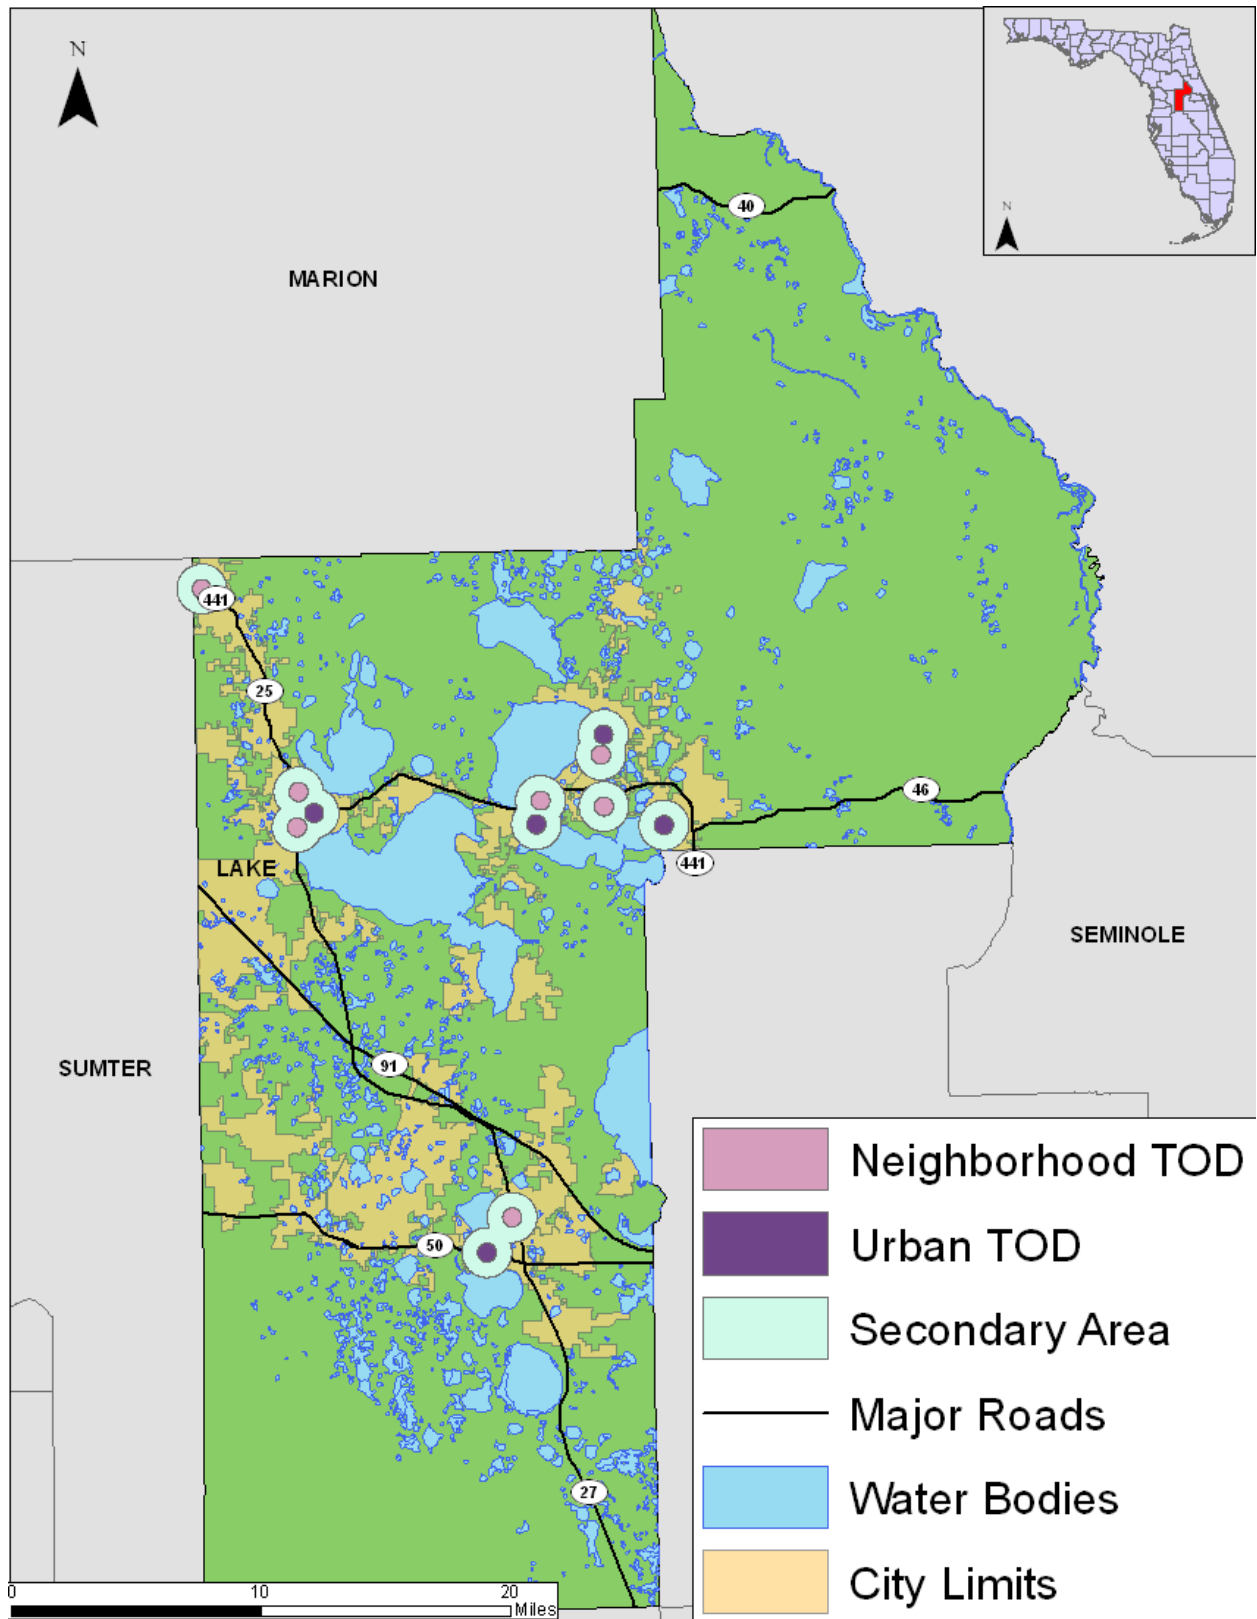 N
N
40
MARION
441
25
46
441
LAKE
SEMINOLE
SUMTER
91
50
27
Neighborhood TOD
Urban TOD
Secondary Area
Major Roads
Water Bodies
City Limits
0 10 20
Miles